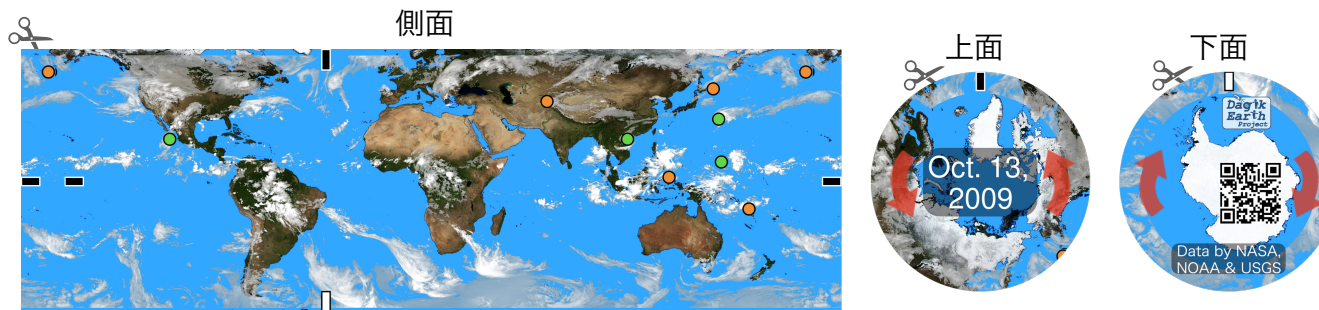 側面
上面
下面
Oct. 13,
2009
Dagik
Earth
Project
Data by NASA,
NOAA & USGS